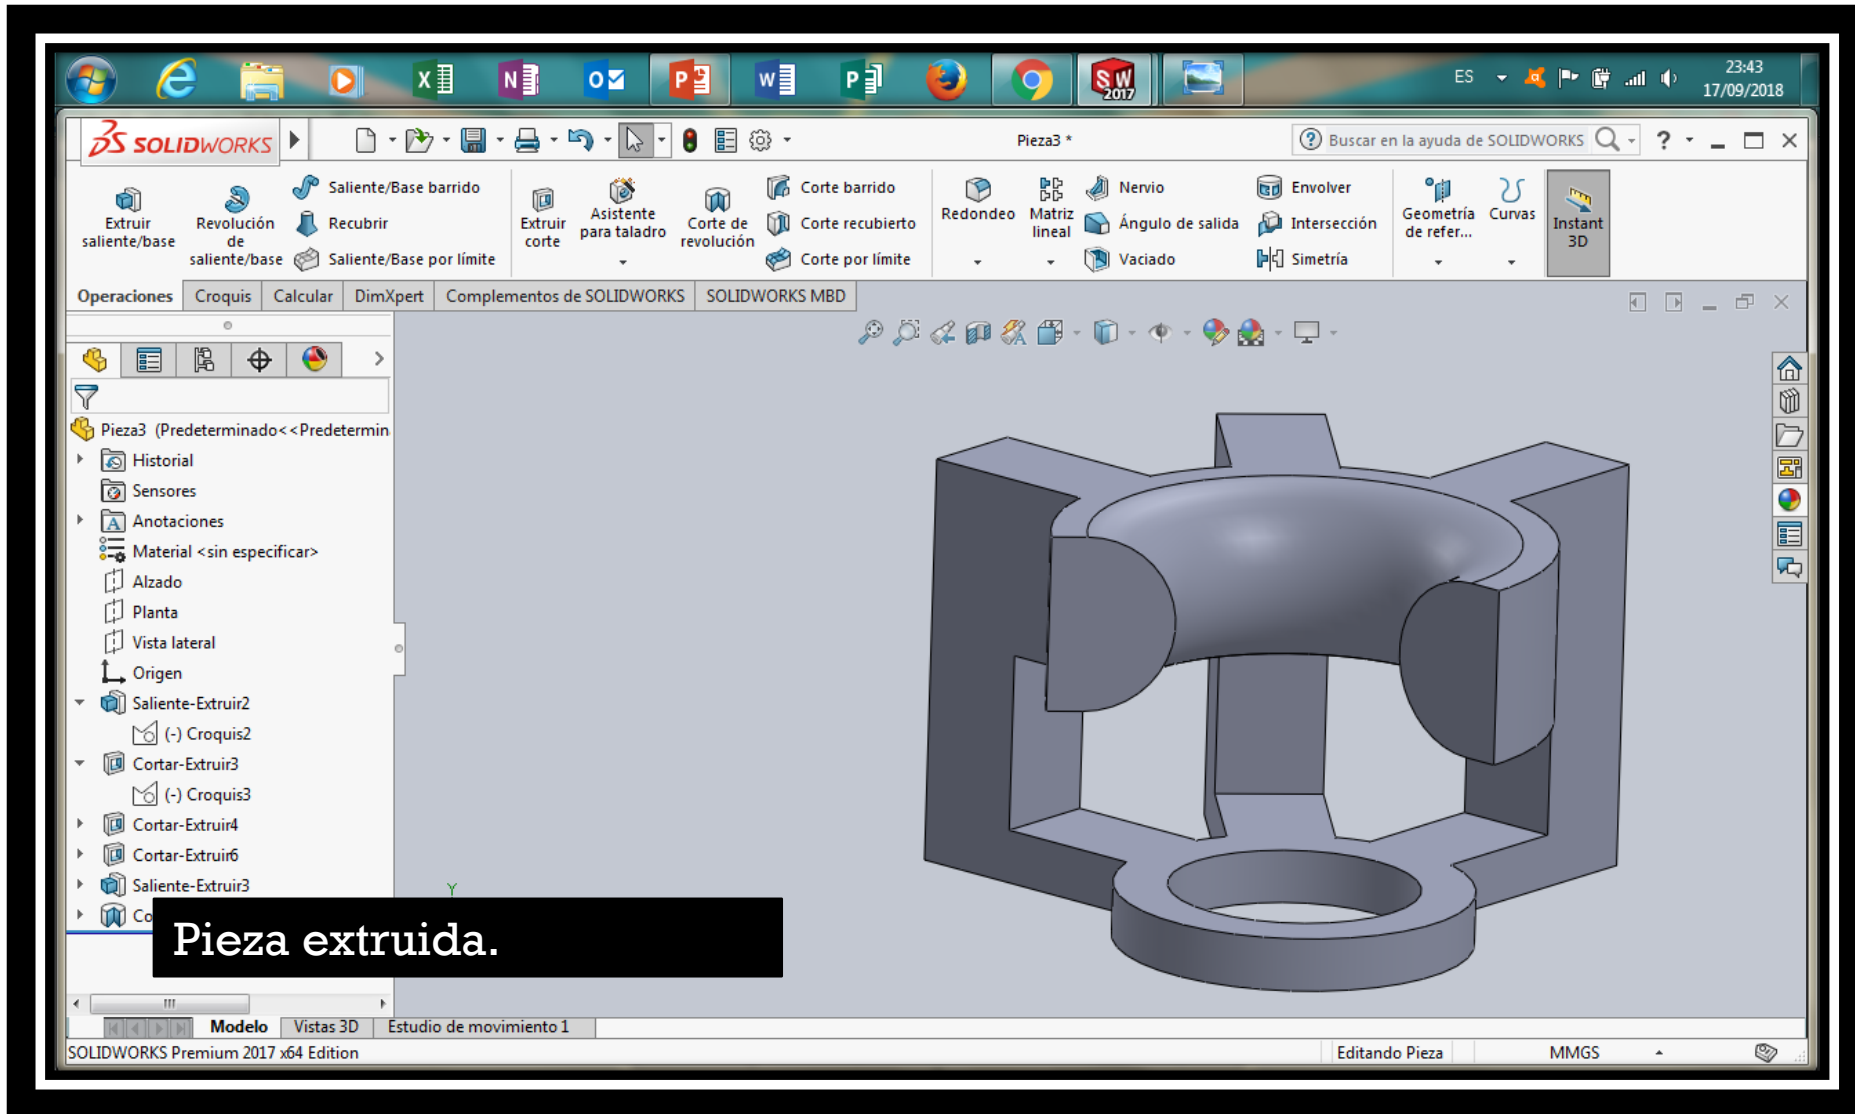 ES
23:43
17/09/2018
SOLIDWORKS
Pieza3 *
Buscar en la ayuda de SOLIDWORKS
?
Extruir
saliente/base
Revolución
de
saliente/base
Saliente/Base barrido
Recubrir
Saliente/Base por límite
Extruir
corte
Asistente
para taladro
Corte de
revolución
Corte barrido
Corte recubierto
Corte por límite
Redondeo
Matriz
lineal
Nervio
Ángulo de salida
Vaciado
Envolver
Intersección
Simetría
Geometría
de refer...
Curvas
Instant
3D
Operaciones
Croquis
Calcular
DimXpert
Complementos de SOLIDWORKS
SOLIDWORKS MBD
Pieza3 (Predeterminado<<Predetermin
Historial
Sensores
Anotaciones
Material <sin especificar>
Alzado
Planta
Vista lateral
Origen
Saliente-Extruir2
(-) Croquis2
Cortar-Extruir3
(-) Croquis3
Cortar-Extruir4
Cortar-Extruir6
Saliente-Extruir3
Co
Y
Pieza extruida.
Modelo
Vistas 3D
Estudio de movimiento 1
SOLIDWORKS Premium 2017 x64 Edition
Editando Pieza
MMGS